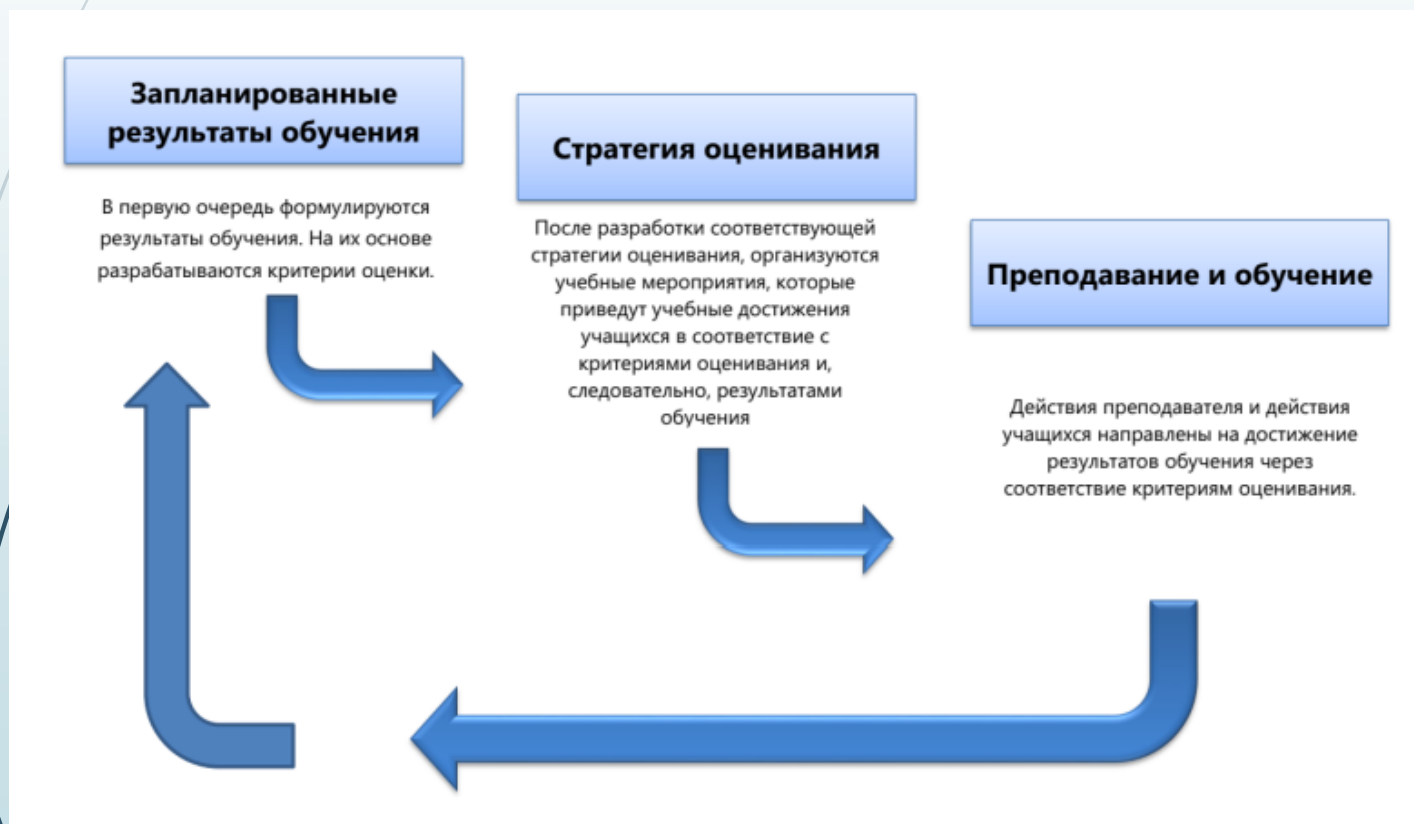 Запланированные
результаты обучения
В первую очередь формулируются
результаты обучения. На их основе
разрабатываются критерии оценки.
Стратегия оценивания
После разработки соответствующей
стратегии оценивания, организуются
учебные мероприятия, которые
приведут учебные достижения
учащихся в соответствие с
критериями оценивания и,
следовательно, результатами
обучения
Преподавание и обучение
Действия преподавателя и действия
учащихся направлены на достижение
результатов обучения через
соответствие критериям оценивания.